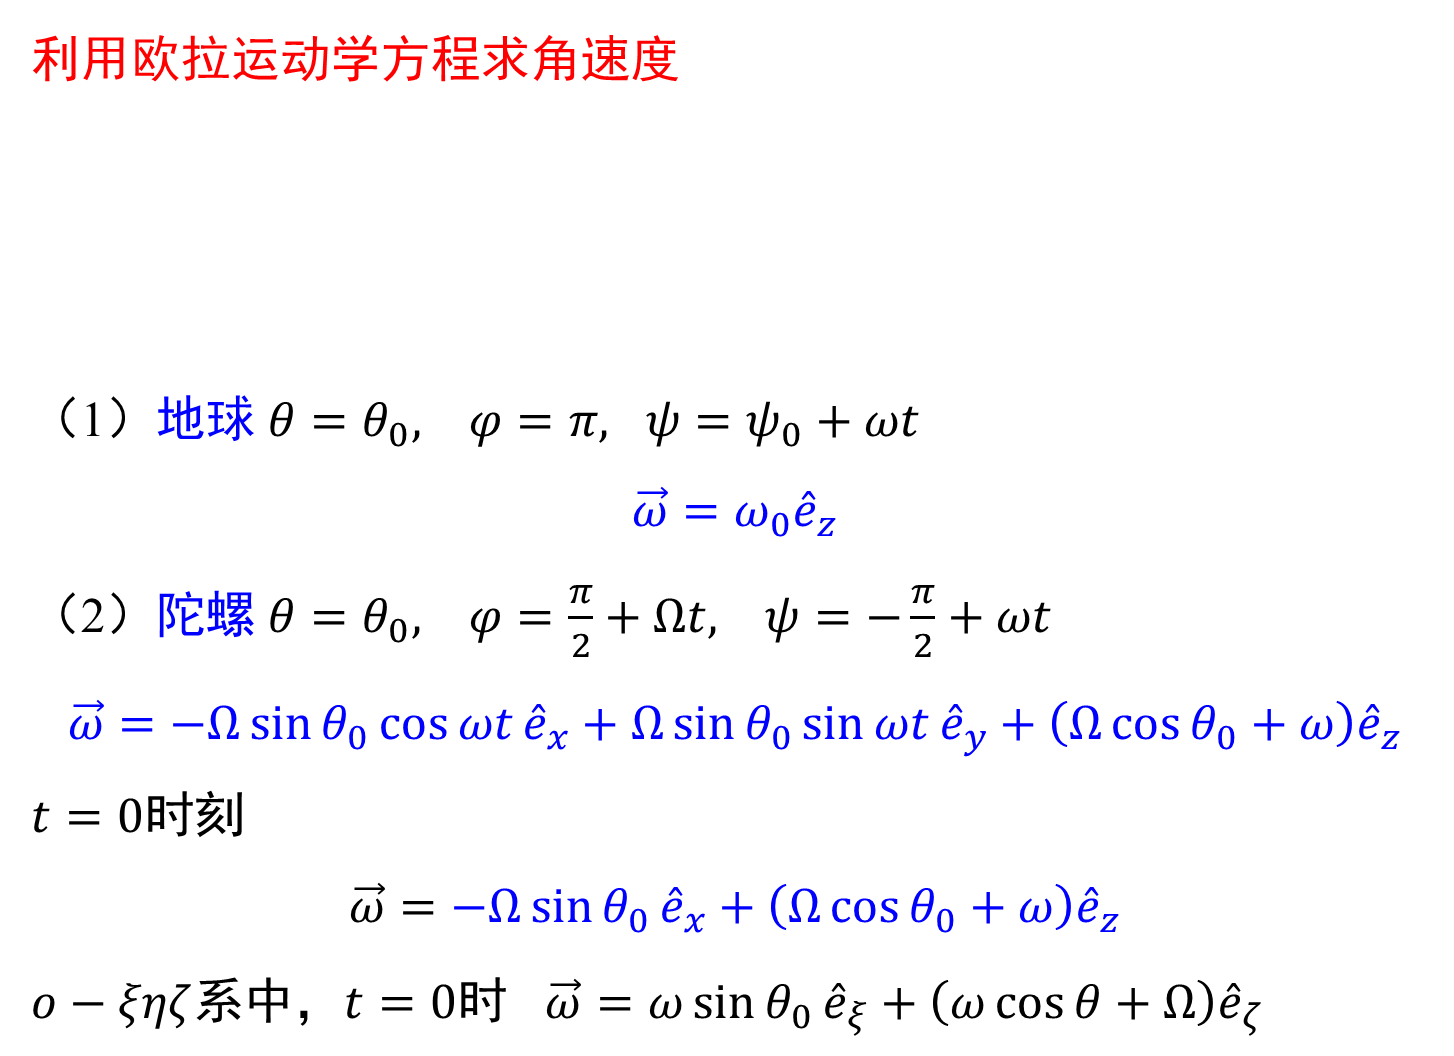 利用欧拉运动学方程求角速度
（1）地球 θ = θ₀, φ = π, ψ = ψ₀ + ωt
ω⃗ = ω₀ê_z
（2）陀螺 θ = θ₀, φ = π/2 + Ωt, ψ = −π/2 + ωt
ω⃗ = −Ω sin θ₀ cos ωt ê_x + Ω sin θ₀ sin ωt ê_y + (Ω cos θ₀ + ω)ê_z
t = 0时刻
ω⃗ = −Ω sin θ₀ ê_x + (Ω cos θ₀ + ω)ê_z
o − ξηζ系中，t = 0时 ω⃗ = ω sin θ₀ ê_ξ + (ω cos θ + Ω)ê_ζ